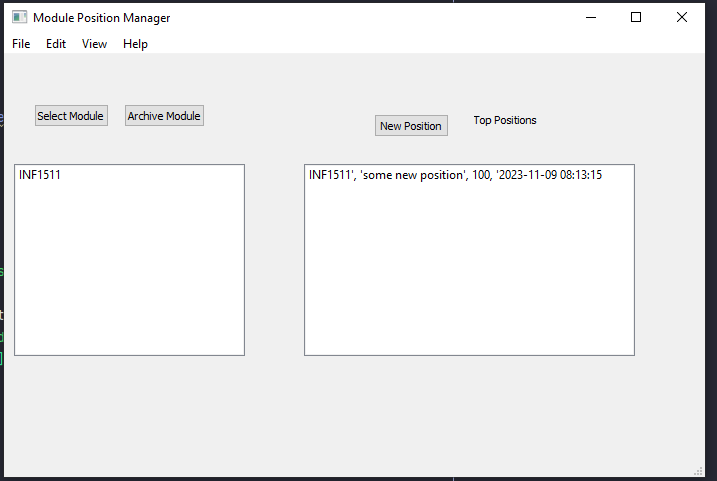 Module Position Manager
File Edit View Help
Select Module Archive Module
New Position Top Positions
INF1511
INF1511', 'some new position', 100, '2023-11-09 08:13:15